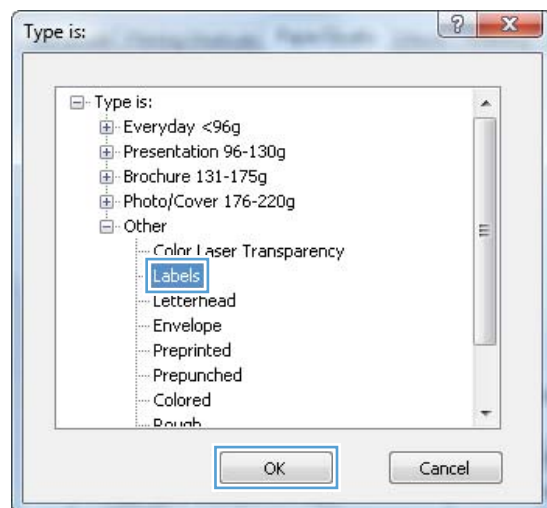 Type is:
?
X
Type is:
Everyday <96g
Presentation 96-130g
Brochure 131-175g
Photo/Cover 176-220g
Other
Color Laser Transparency
Labels
Letterhead
Envelope
Preprinted
Prepunched
Colored
Rough
OK
Cancel